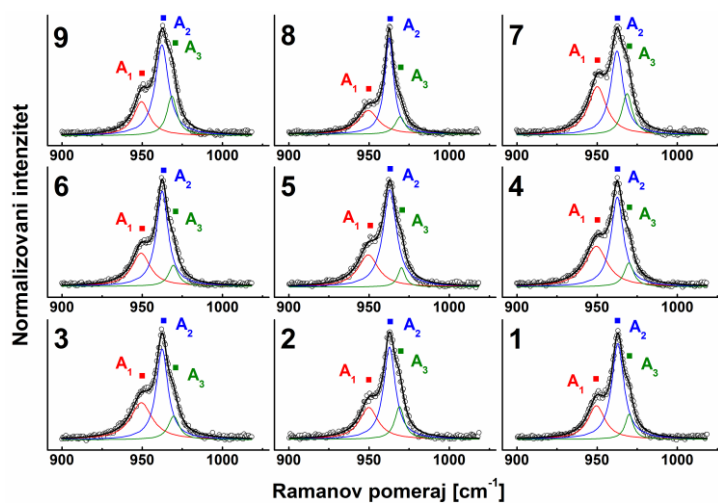 Normalizovani intenzitet
9 A₁ A₂ A₃
900 950 1000
8 A₁ A₂ A₃
900 950 1000
7 A₁ A₂ A₃
900 950 1000
6 A₁ A₂ A₃
900 950 1000
5 A₁ A₂ A₃
900 950 1000
4 A₁ A₂ A₃
900 950 1000
3 A₁ A₂ A₃
900 950 1000
2 A₁ A₂ A₃
900 950 1000
1 A₁ A₂ A₃
900 950 1000
Ramanov pomeraj [cm⁻¹]